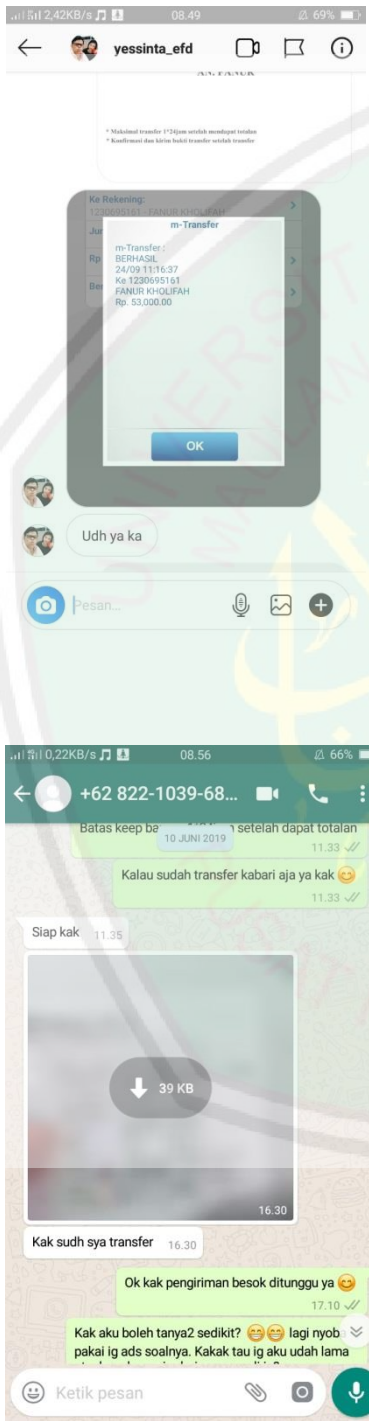 2,42KB/s 08.49 69%
yessinta_efd
AN. FANUR
* Maksimal transfer 1*24jam setelah mendapat totalan
* Konfirmasi dan kirim bukti transfer setelah transfer
Ke Rekening:
1230695161 - FANUR KHOLIFAH
m-Transfer
Rp
m-Transfer :
BERHASIL
24/09 11:16:37
Ke 1230695161
FANUR KHOLIFAH
Rp. 53,000.00
OK
Udh ya ka
Pesan...
0,22KB/s 08.56 66%
+62 822-1039-68...
Batas keep setelah dapat totalan
10 JUNI 2019
11.33
Kalau sudah transfer kabari aja ya kak 😊
11.33
Siap kak 11.35
39 KB
16.30
Kak sudh sya transfer 16.30
Ok kak pengiriman besok ditunggu ya 😊
17.10
Kak aku boleh tanya2 sedikit? 😁😁 lagi nyob
pakai ig ads soalnya. Kakak tau ig aku udah lama
Ketik pesan